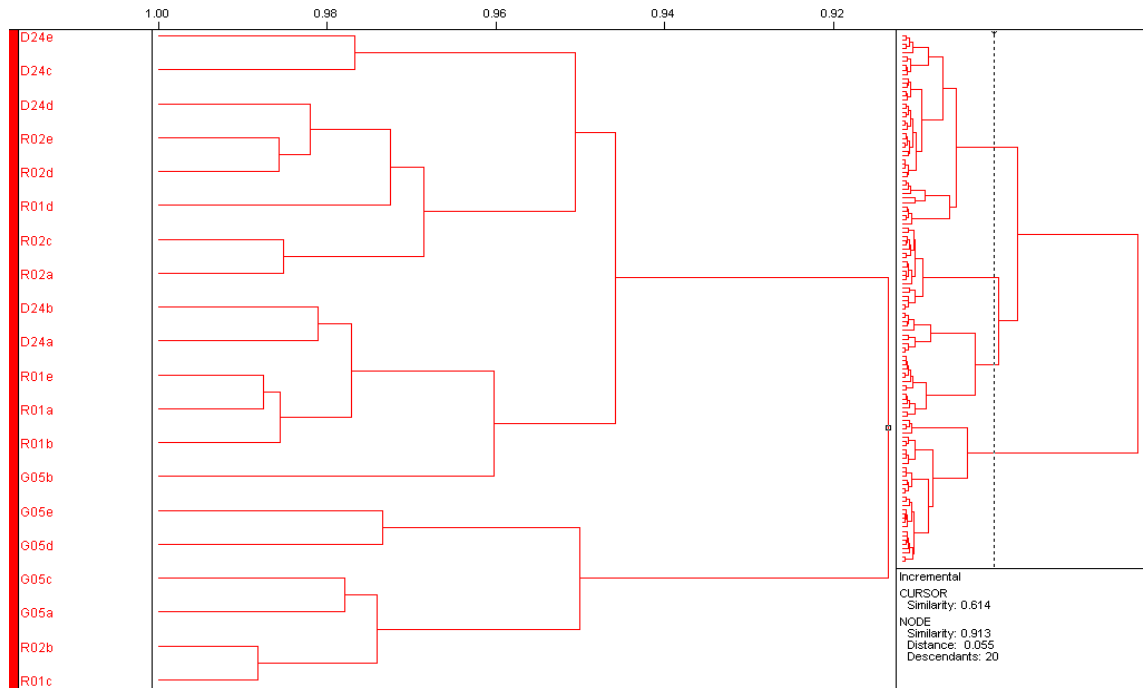 1.00 0.98 0.96 0.94 0.92
D24e
D24c
D24d
R02e
R02d
R01d
R02c
R02a
D24b
D24a
R01e
R01a
R01b
G05b
G05e
G05d
G05c
G05a
R02b
R01c
Incremental
CURSOR
Similarity: 0.614
NODE
Similarity: 0.913
Distance: 0.055
Descendants: 20